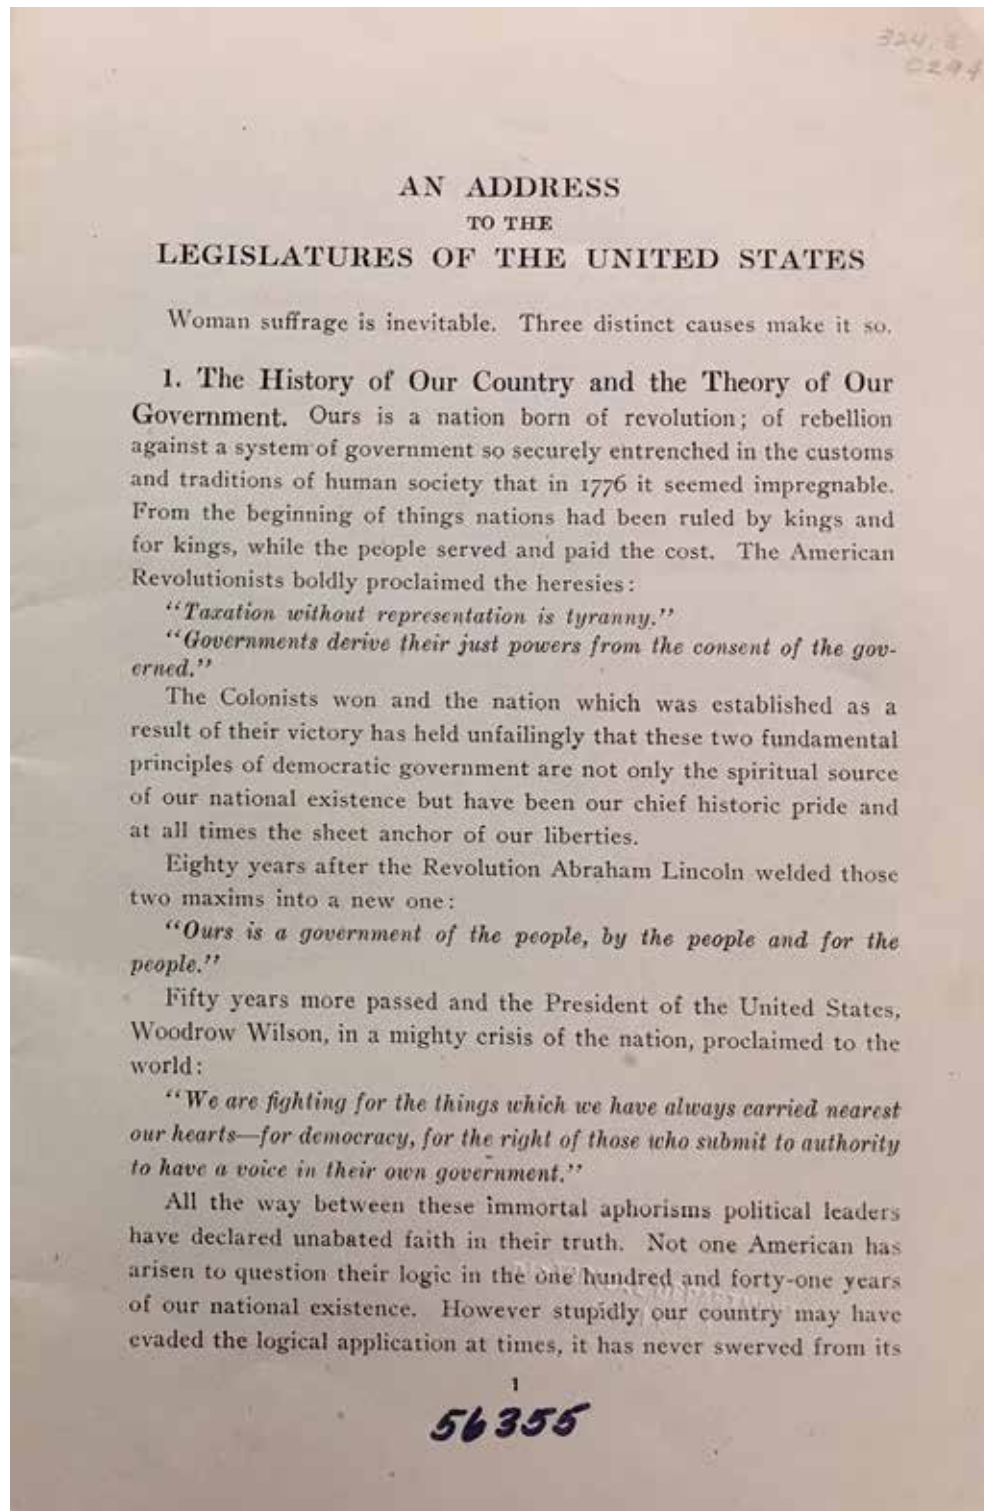 AN ADDRESS
TO THE
LEGISLATURES OF THE UNITED STATES
Woman suffrage is inevitable. Three distinct causes make it so.
1. The History of Our Country and the Theory of Our
Government. Ours is a nation born of revolution; of rebellion
against a system of government so securely entrenched in the customs
and traditions of human society that in 1776 it seemed impregnable.
From the beginning of things nations had been ruled by kings and
for kings, while the people served and paid the cost. The American
Revolutionists boldly proclaimed the heresies:
"Taxation without representation is tyranny."
"Governments derive their just powers from the consent of the gov-
erned."
The Colonists won and the nation which was established as a
result of their victory has held unfailingly that these two fundamental
principles of democratic government are not only the spiritual source
of our national existence but have been our chief historic pride and
at all times the sheet anchor of our liberties.
Eighty years after the Revolution Abraham Lincoln welded those
two maxims into a new one:
"Ours is a government of the people, by the people and for the
people."
Fifty years more passed and the President of the United States,
Woodrow Wilson, in a mighty crisis of the nation, proclaimed to the
world:
"We are fighting for the things which we have always carried nearest
our hearts—for democracy, for the right of those who submit to authority
to have a voice in their own government."
All the way between these immortal aphorisms political leaders
have declared unabated faith in their truth. Not one American has
arisen to question their logic in the one hundred and forty-one years
of our national existence. However stupidly our country may have
evaded the logical application at times, it has never swerved from its
1
56355